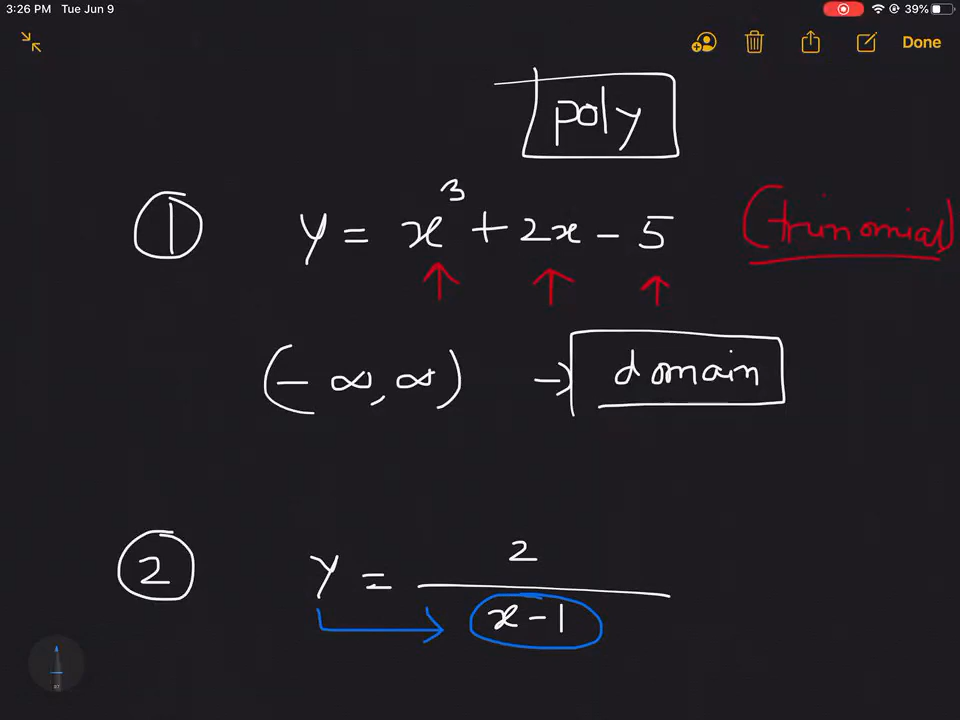 3:26 PM Tue Jun 9
39%
Done
poly
① y = x³ + 2x - 5 (trinomial)
↑ ↑ ↑
(-∞, ∞) → domain
② y = 2
x - 1